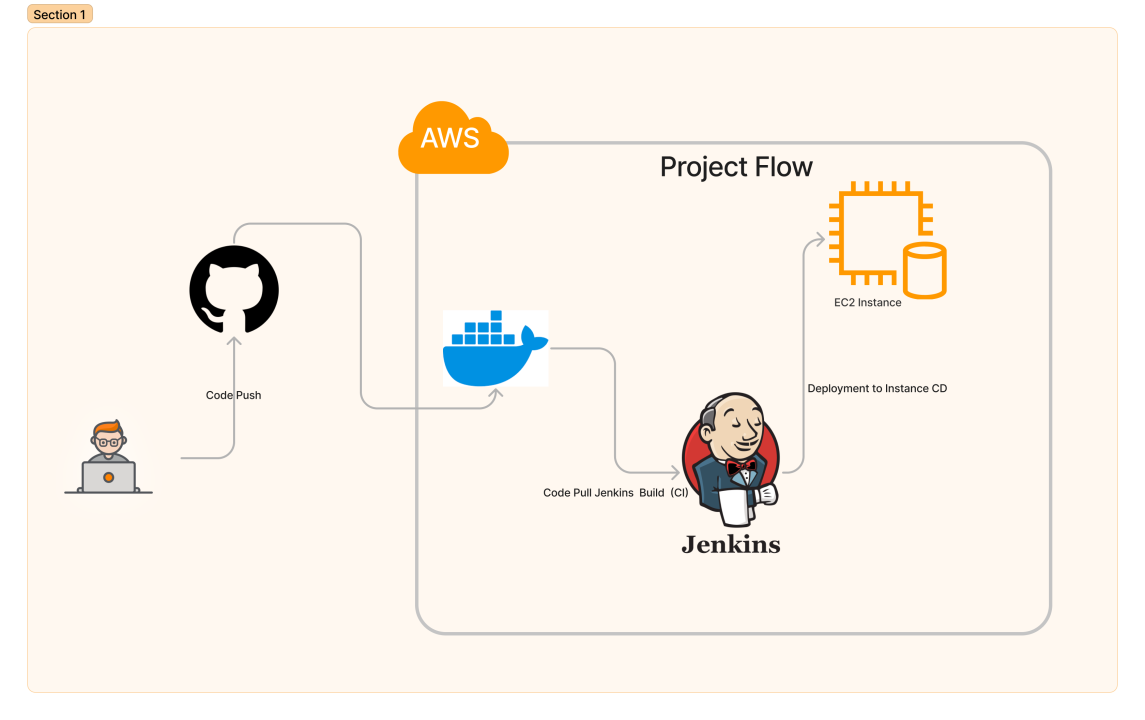 Section 1
AWS
Project Flow
EC2 Instance
Code Push
Deployment to Instance CD
Code Pull Jenkins Build (CI)
Jenkins